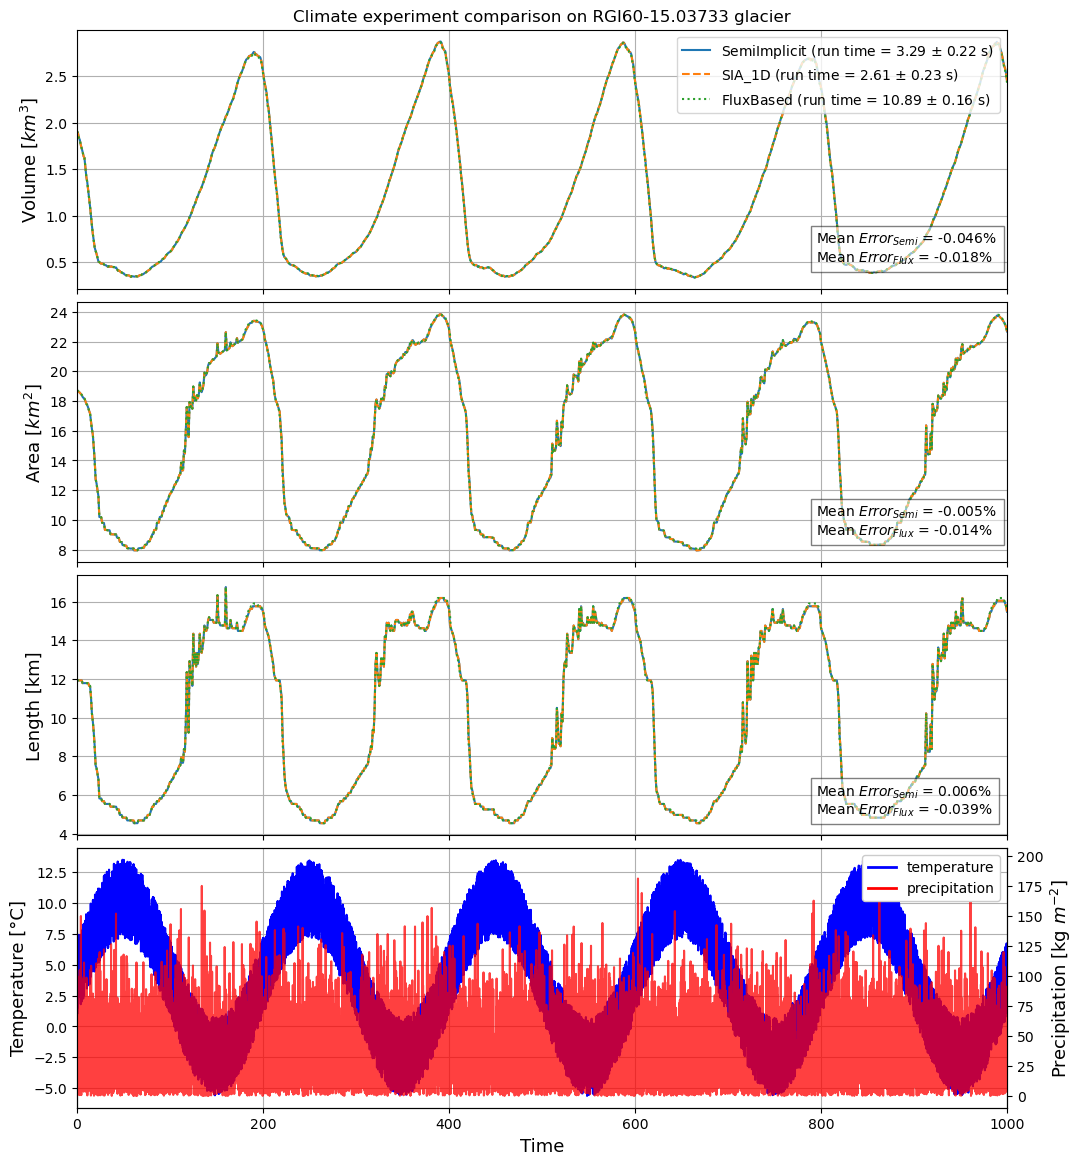 Climate experiment comparison on RGI60-15.03733 glacier
Volume [km³]
2.5
2.0
1.5
1.0
0.5
SemiImplicit (run time = 3.29 ± 0.22 s)
SIA_1D (run time = 2.61 ± 0.23 s)
FluxBased (run time = 10.89 ± 0.16 s)
Mean Error_Semi = -0.046%
Mean Error_Flux = -0.018%
Area [km²]
24
22
20
18
16
14
12
10
8
Mean Error_Semi = -0.005%
Mean Error_Flux = -0.014%
Length [km]
16
14
12
10
8
6
4
Mean Error_Semi = 0.006%
Mean Error_Flux = -0.039%
Temperature [°C]
12.5
10.0
7.5
5.0
2.5
0.0
−2.5
−5.0
temperature
precipitation
200
175
150
125
100
75
50
25
0
Precipitation [kg m⁻²]
0 200 400 600 800 1000
Time